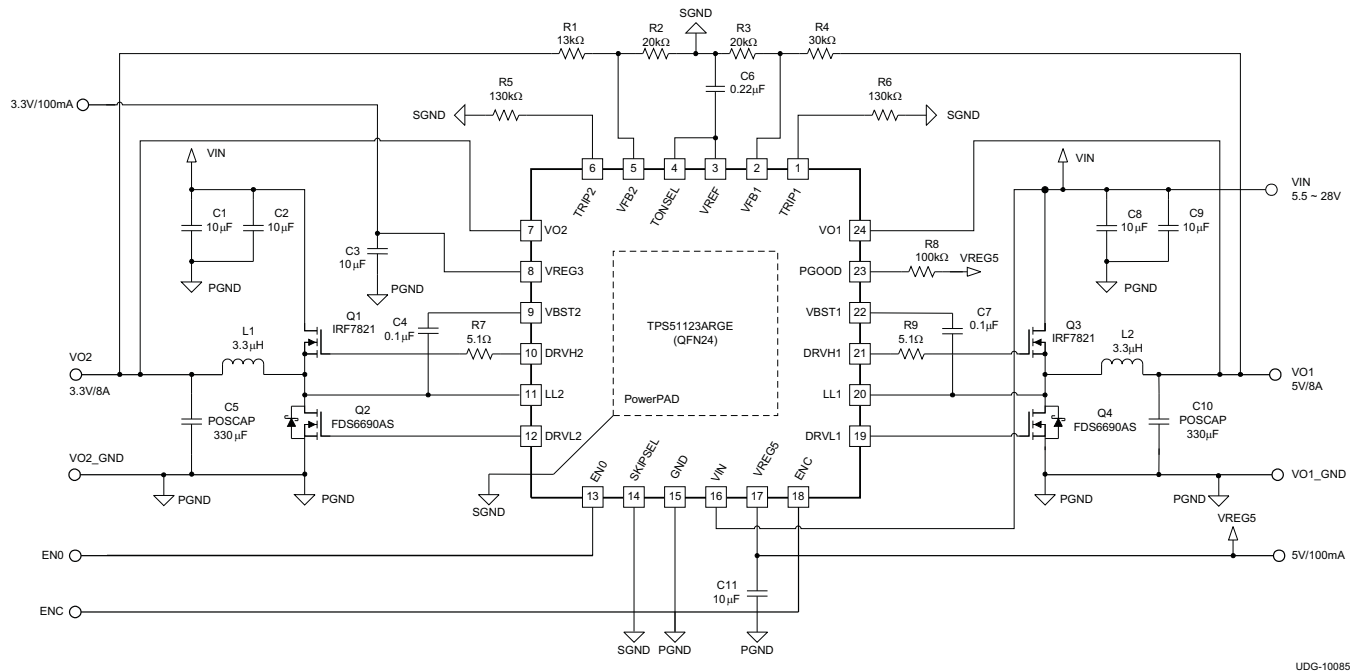 SGND
R1
13kΩ
R2
20kΩ
R3
20kΩ
R4
30kΩ
C6
0.22µF
R5
130kΩ
R6
130kΩ
SGND
SGND
3.3V/100mA
VIN
C1
10µF
C2
10µF
PGND
C3
10µF
PGND
6
5
4
3
2
1
TRIP2
VFB2
TONSEL
VREF
VFB1
TRIP1
7
VO2
8
VREG3
9
VBST2
10
DRVH2
11
LL2
12
DRVL2
TPS51123ARGE
(QFN24)
PowerPAD
VO1
24
PGOOD
23
VBST1
22
DRVH1
21
LL1
20
DRVL1
19
R8
100kΩ
VREG5
VIN
VIN
5.5 ~ 28V
C8
10µF
C9
10µF
PGND
Q1
IRF7821
C4
0.1µF
R7
5.1Ω
R9
5.1Ω
C7
0.1µF
Q3
IRF7821
L1
3.3µH
L2
3.3µH
VO2
3.3V/8A
VO1
5V/8A
C5
POSCAP
330µF
Q2
FDS6690AS
Q4
FDS6690AS
C10
POSCAP
330µF
VO2_GND
PGND
PGND
SGND
EN0
SKIPSEL
GND
VIN
VREG5
ENC
13
14
15
16
17
18
PGND
PGND
VO1_GND
VREG5
EN0
5V/100mA
C11
10µF
ENC
SGND
PGND
PGND
UDG-10085